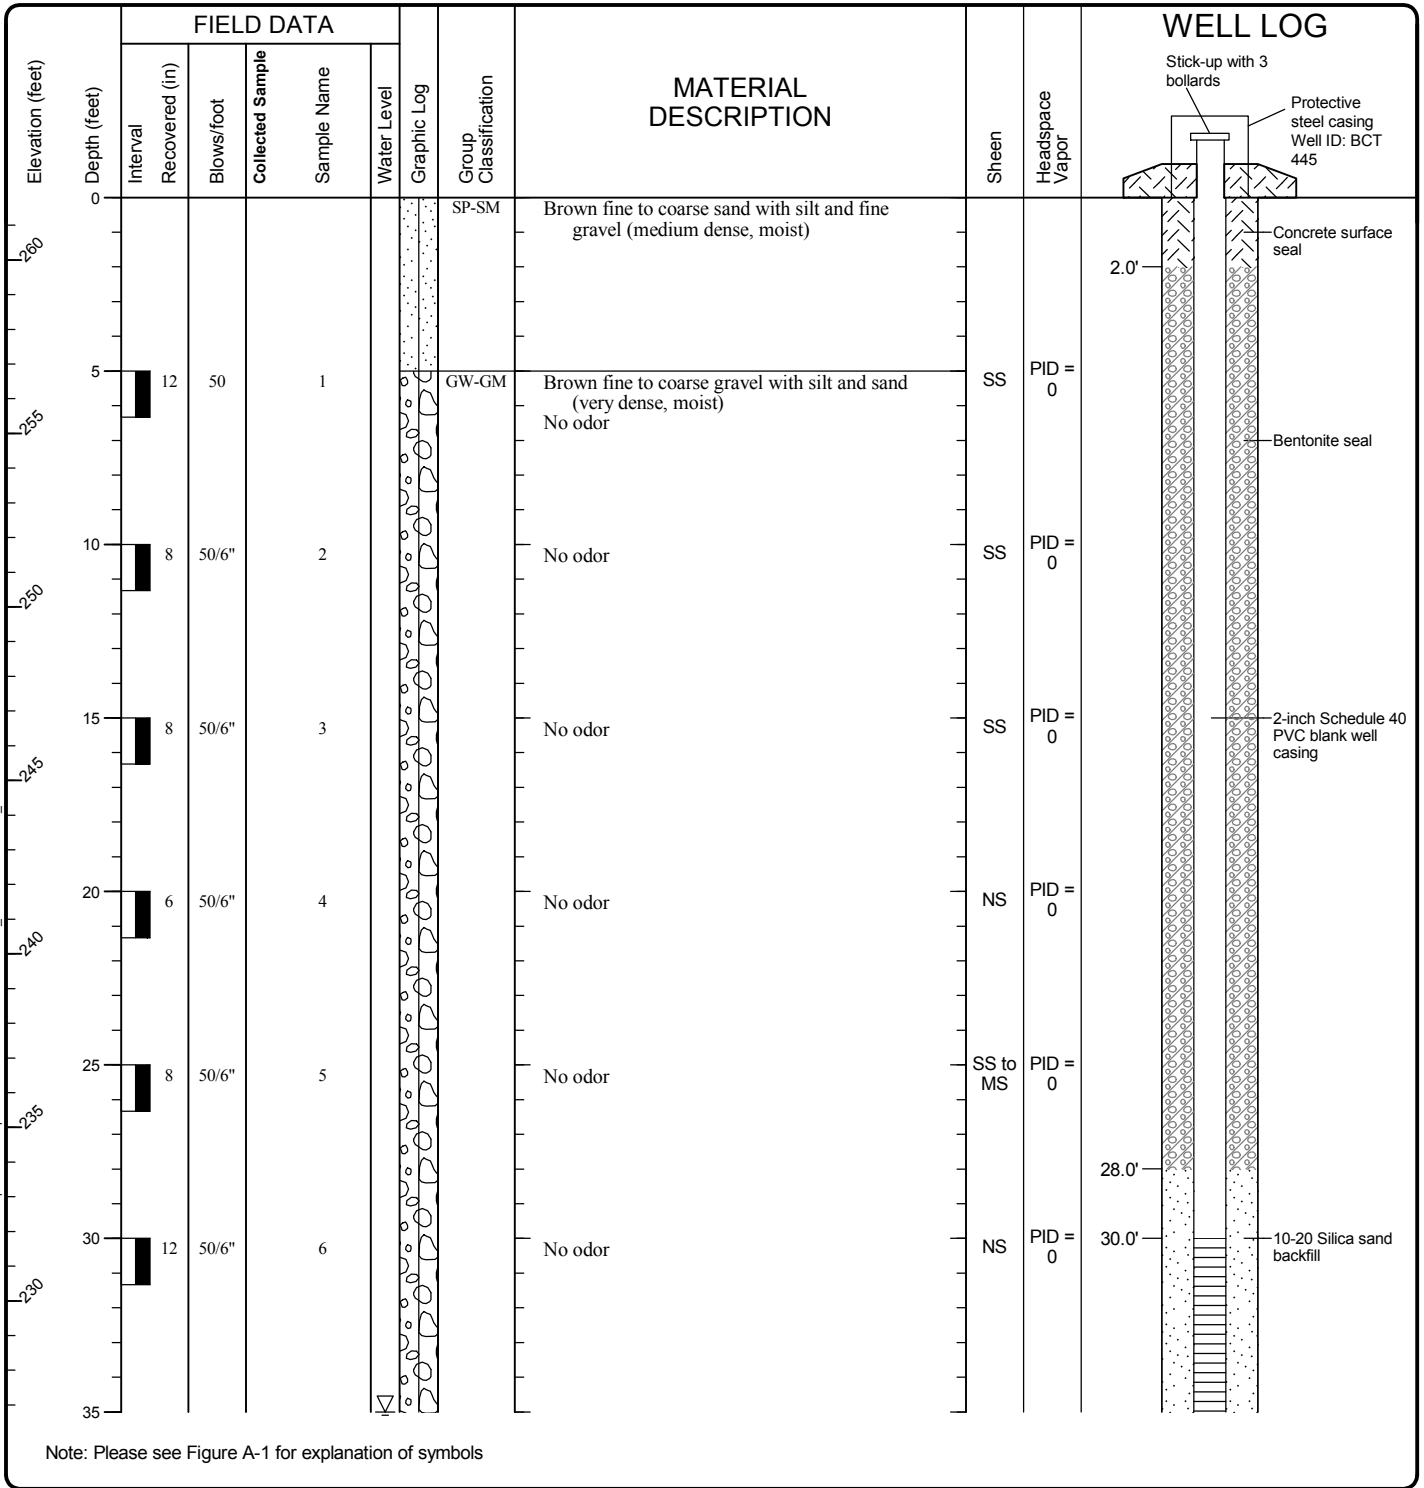 FIELD DATA
WELL LOG
Elevation (feet)
Depth (feet)
Interval
Recovered (in)
Blows/foot
Collected Sample
Sample Name
Water Level
Graphic Log
Group
Classification
MATERIAL
DESCRIPTION
Sheen
Headspace
Vapor
Stick-up with 3
bollards
Protective
steel casing
Well ID: BCT
445
0
SP-SM
Brown fine to coarse sand with silt and fine
gravel (medium dense, moist)
Concrete surface
seal
260
2.0'
5
12
50
1
GW-GM
Brown fine to coarse gravel with silt and sand
(very dense, moist)
No odor
SS
PID =
0
255
Bentonite seal
10
8
50/6"
2
No odor
SS
PID =
0
250
15
8
50/6"
3
No odor
SS
PID =
0
2-inch Schedule 40
PVC blank well
casing
245
20
6
50/6"
4
No odor
NS
PID =
0
240
25
8
50/6"
5
No odor
SS to
MS
PID =
0
235
28.0'
30
12
50/6"
6
No odor
NS
PID =
0
30.0'
10-20 Silica sand
backfill
230
35
Note: Please see Figure A-1 for explanation of symbols